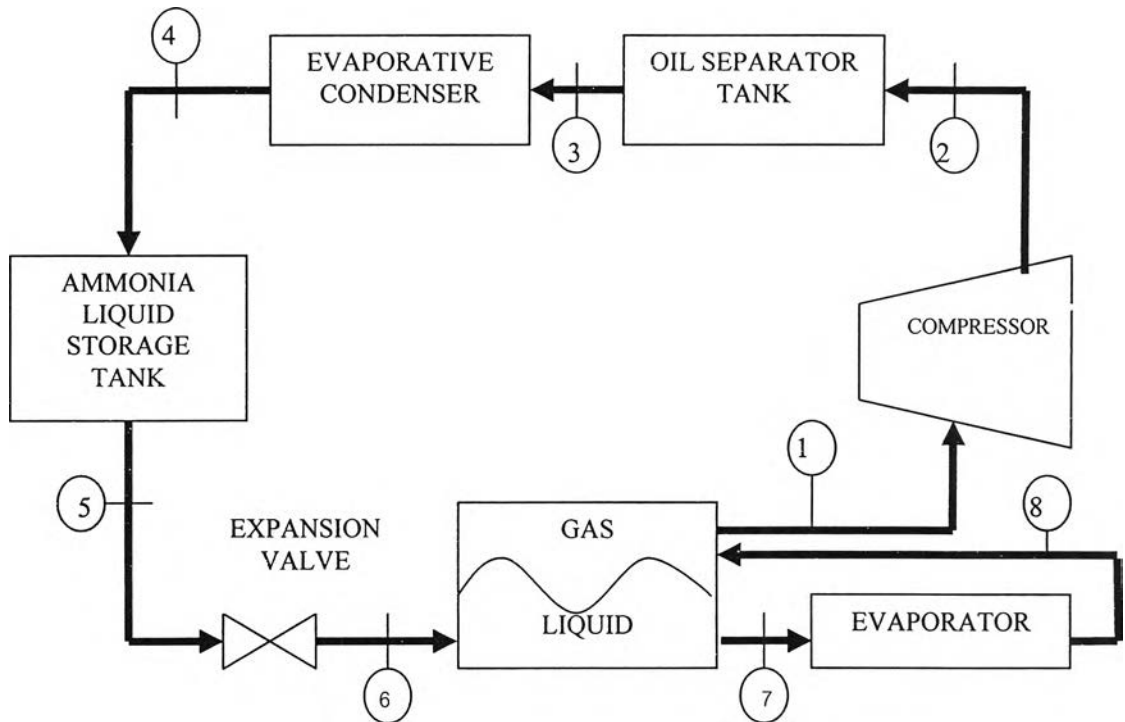 4
EVAPORATIVE
CONDENSER
3
OIL SEPARATOR
TANK
2
AMMONIA
LIQUID
STORAGE
TANK
COMPRESSOR
1
5
EXPANSION
VALVE
GAS
LIQUID
8
EVAPORATOR
6
7